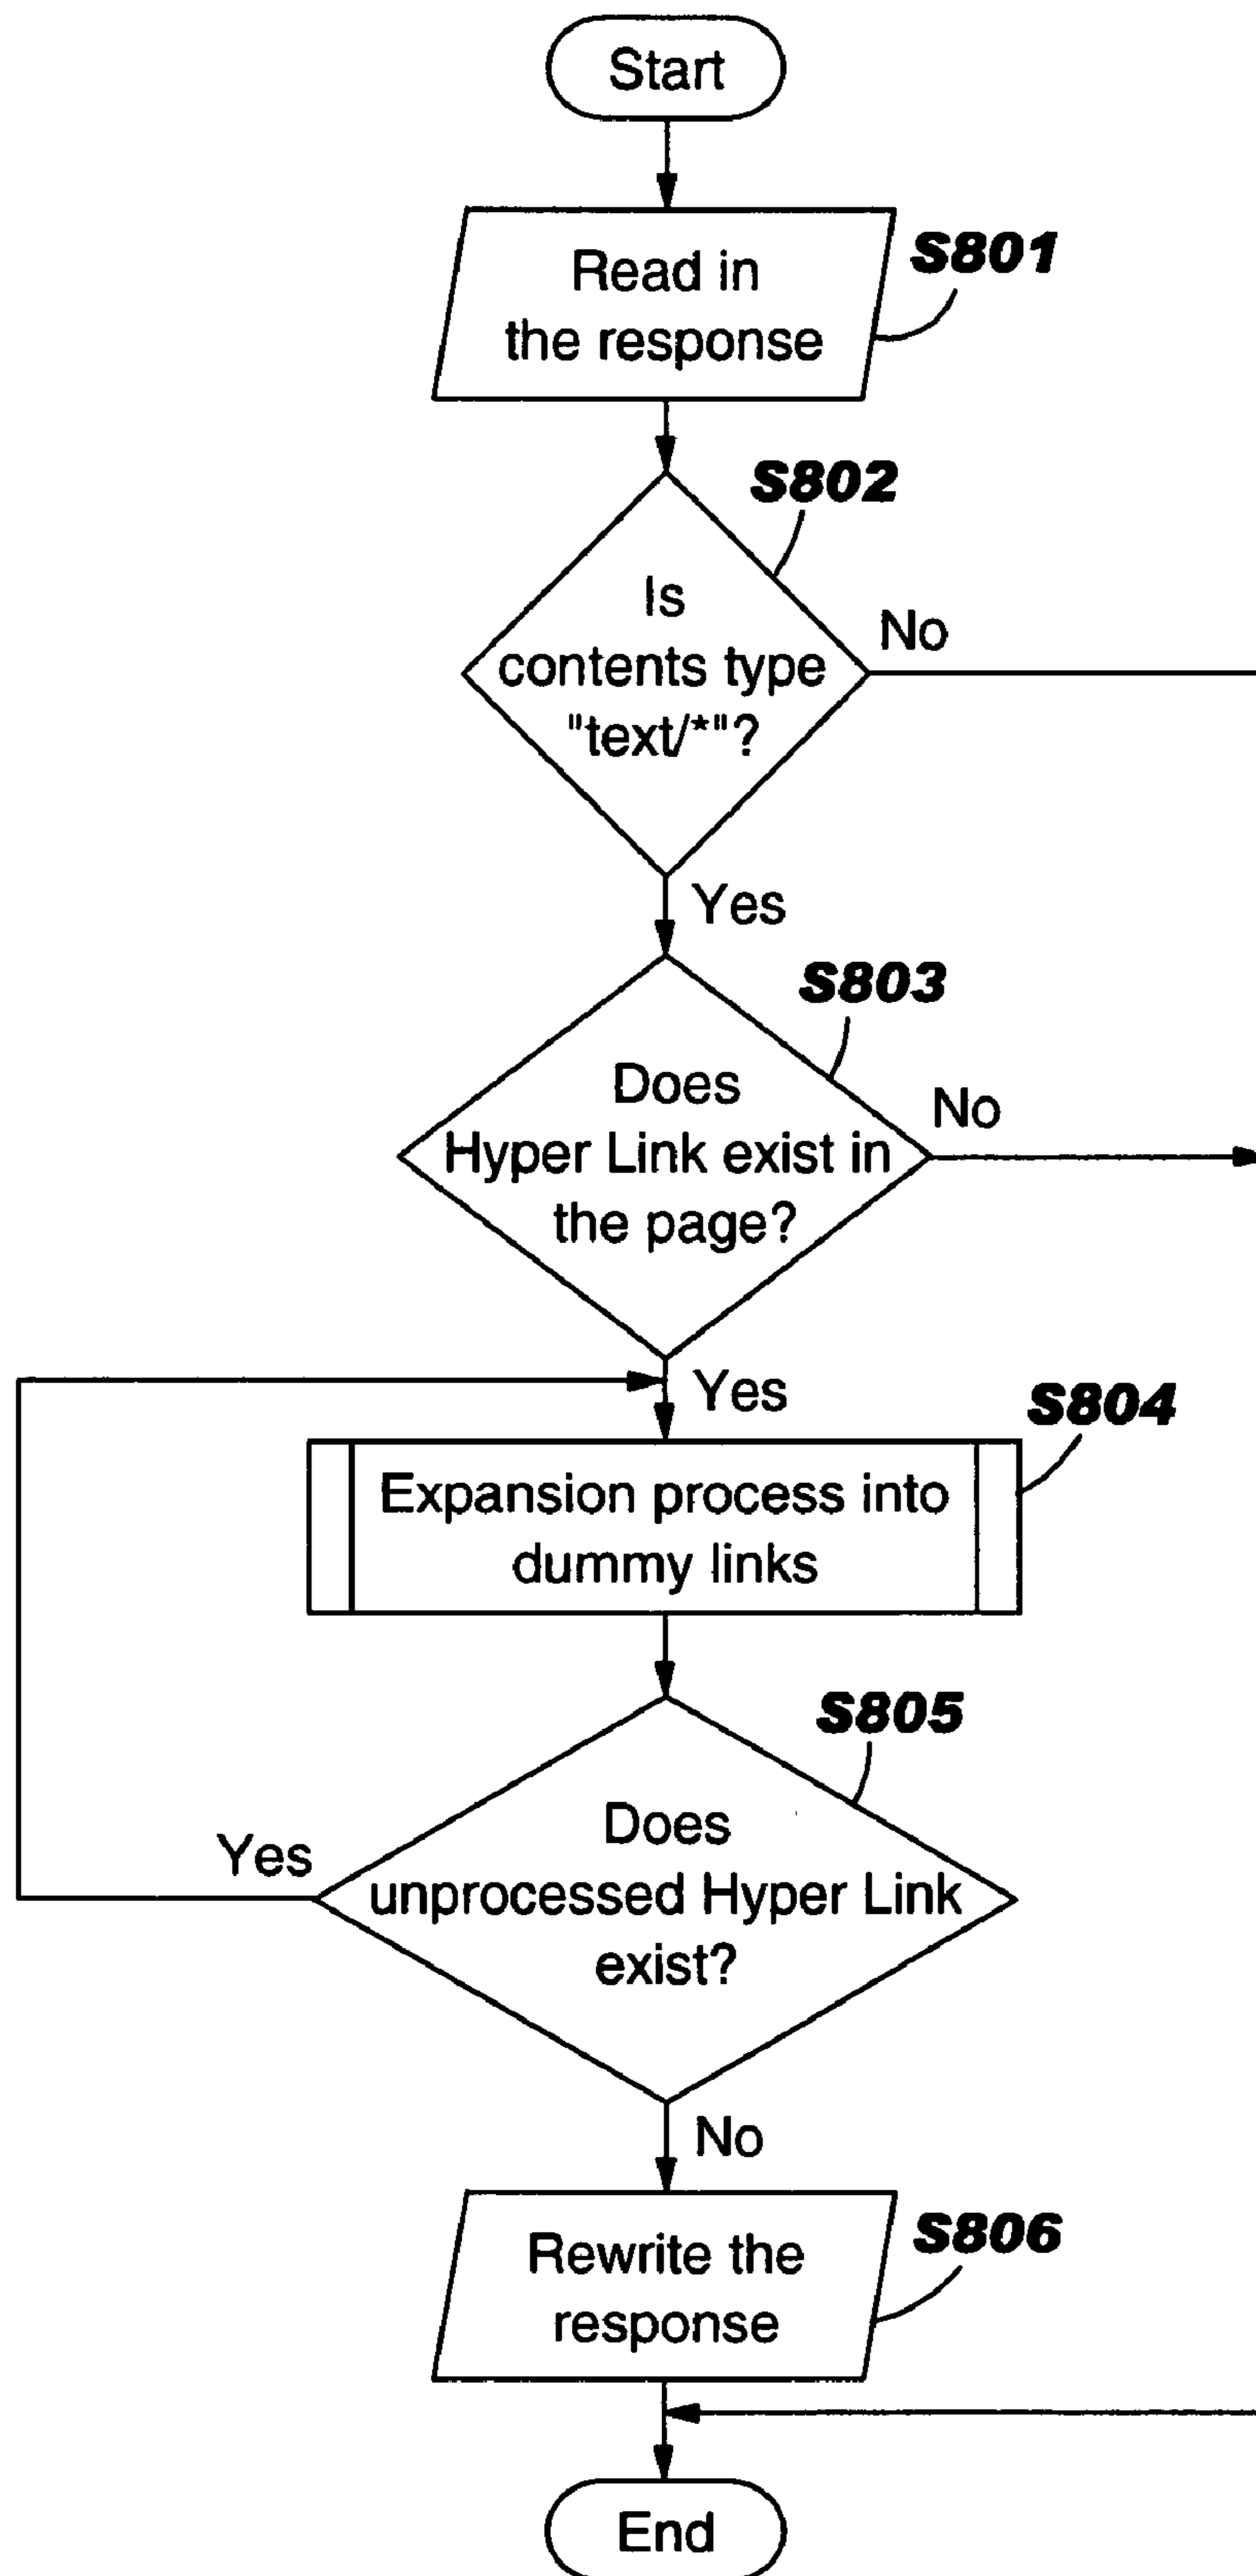 Start
Read in
the response
S801
S802
Is
contents type
"text/*"?
No
Yes
S803
Does
Hyper Link exist in
the page?
No
Yes
S804
Expansion process into
dummy links
S805
Does
unprocessed Hyper Link
exist?
Yes
No
Rewrite the
response
S806
End